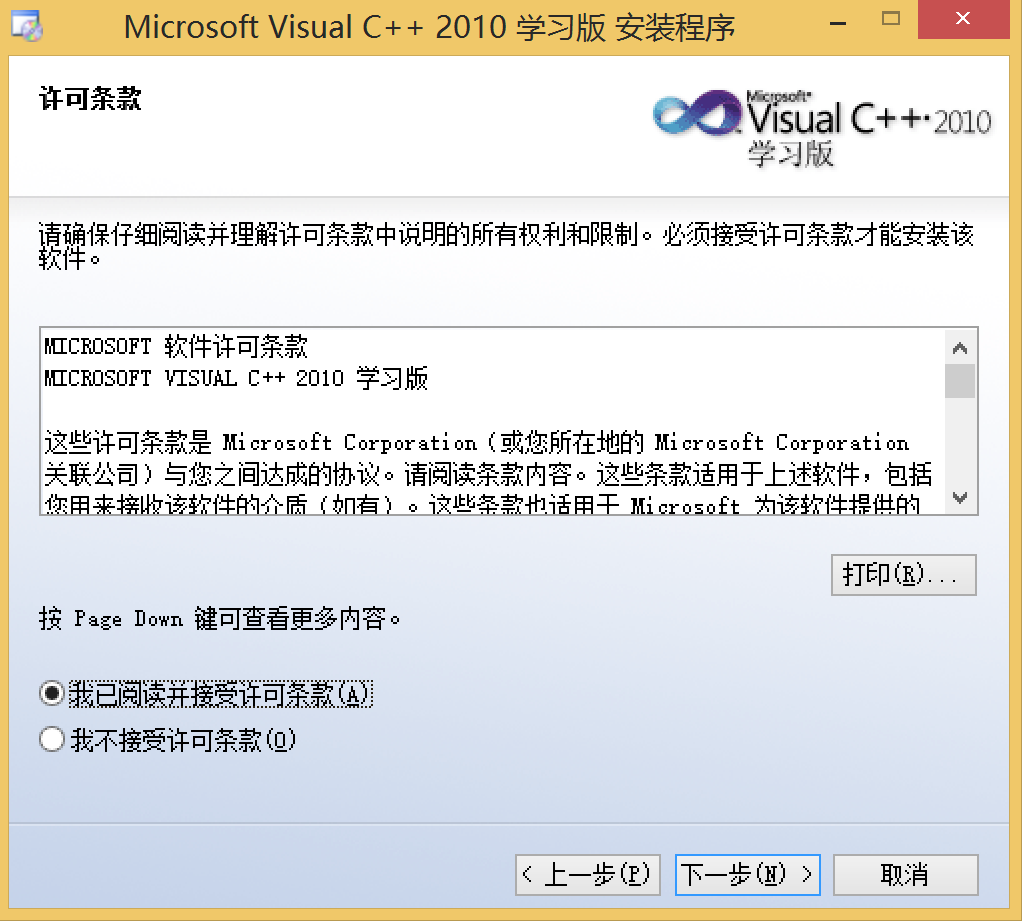 Microsoft Visual C++ 2010 学习版 安装程序
许可条款
Microsoft®
Visual C++·2010
学习版
请确保仔细阅读并理解许可条款中说明的所有权利和限制。必须接受许可条款才能安装该
软件。
MICROSOFT 软件许可条款
MICROSOFT VISUAL C++ 2010 学习版
这些许可条款是 Microsoft Corporation（或您所在地的 Microsoft Corporation
关联公司）与您之间达成的协议。请阅读条款内容。这些条款适用于上述软件，包括
您用来接收该软件的介质（如有）。这些条款也适用于 Microsoft 为该软件提供的
打印(R)...
按 Page Down 键可查看更多内容。
我已阅读并接受许可条款(A)
我不接受许可条款(O)
< 上一步(P)
下一步(N) >
取消